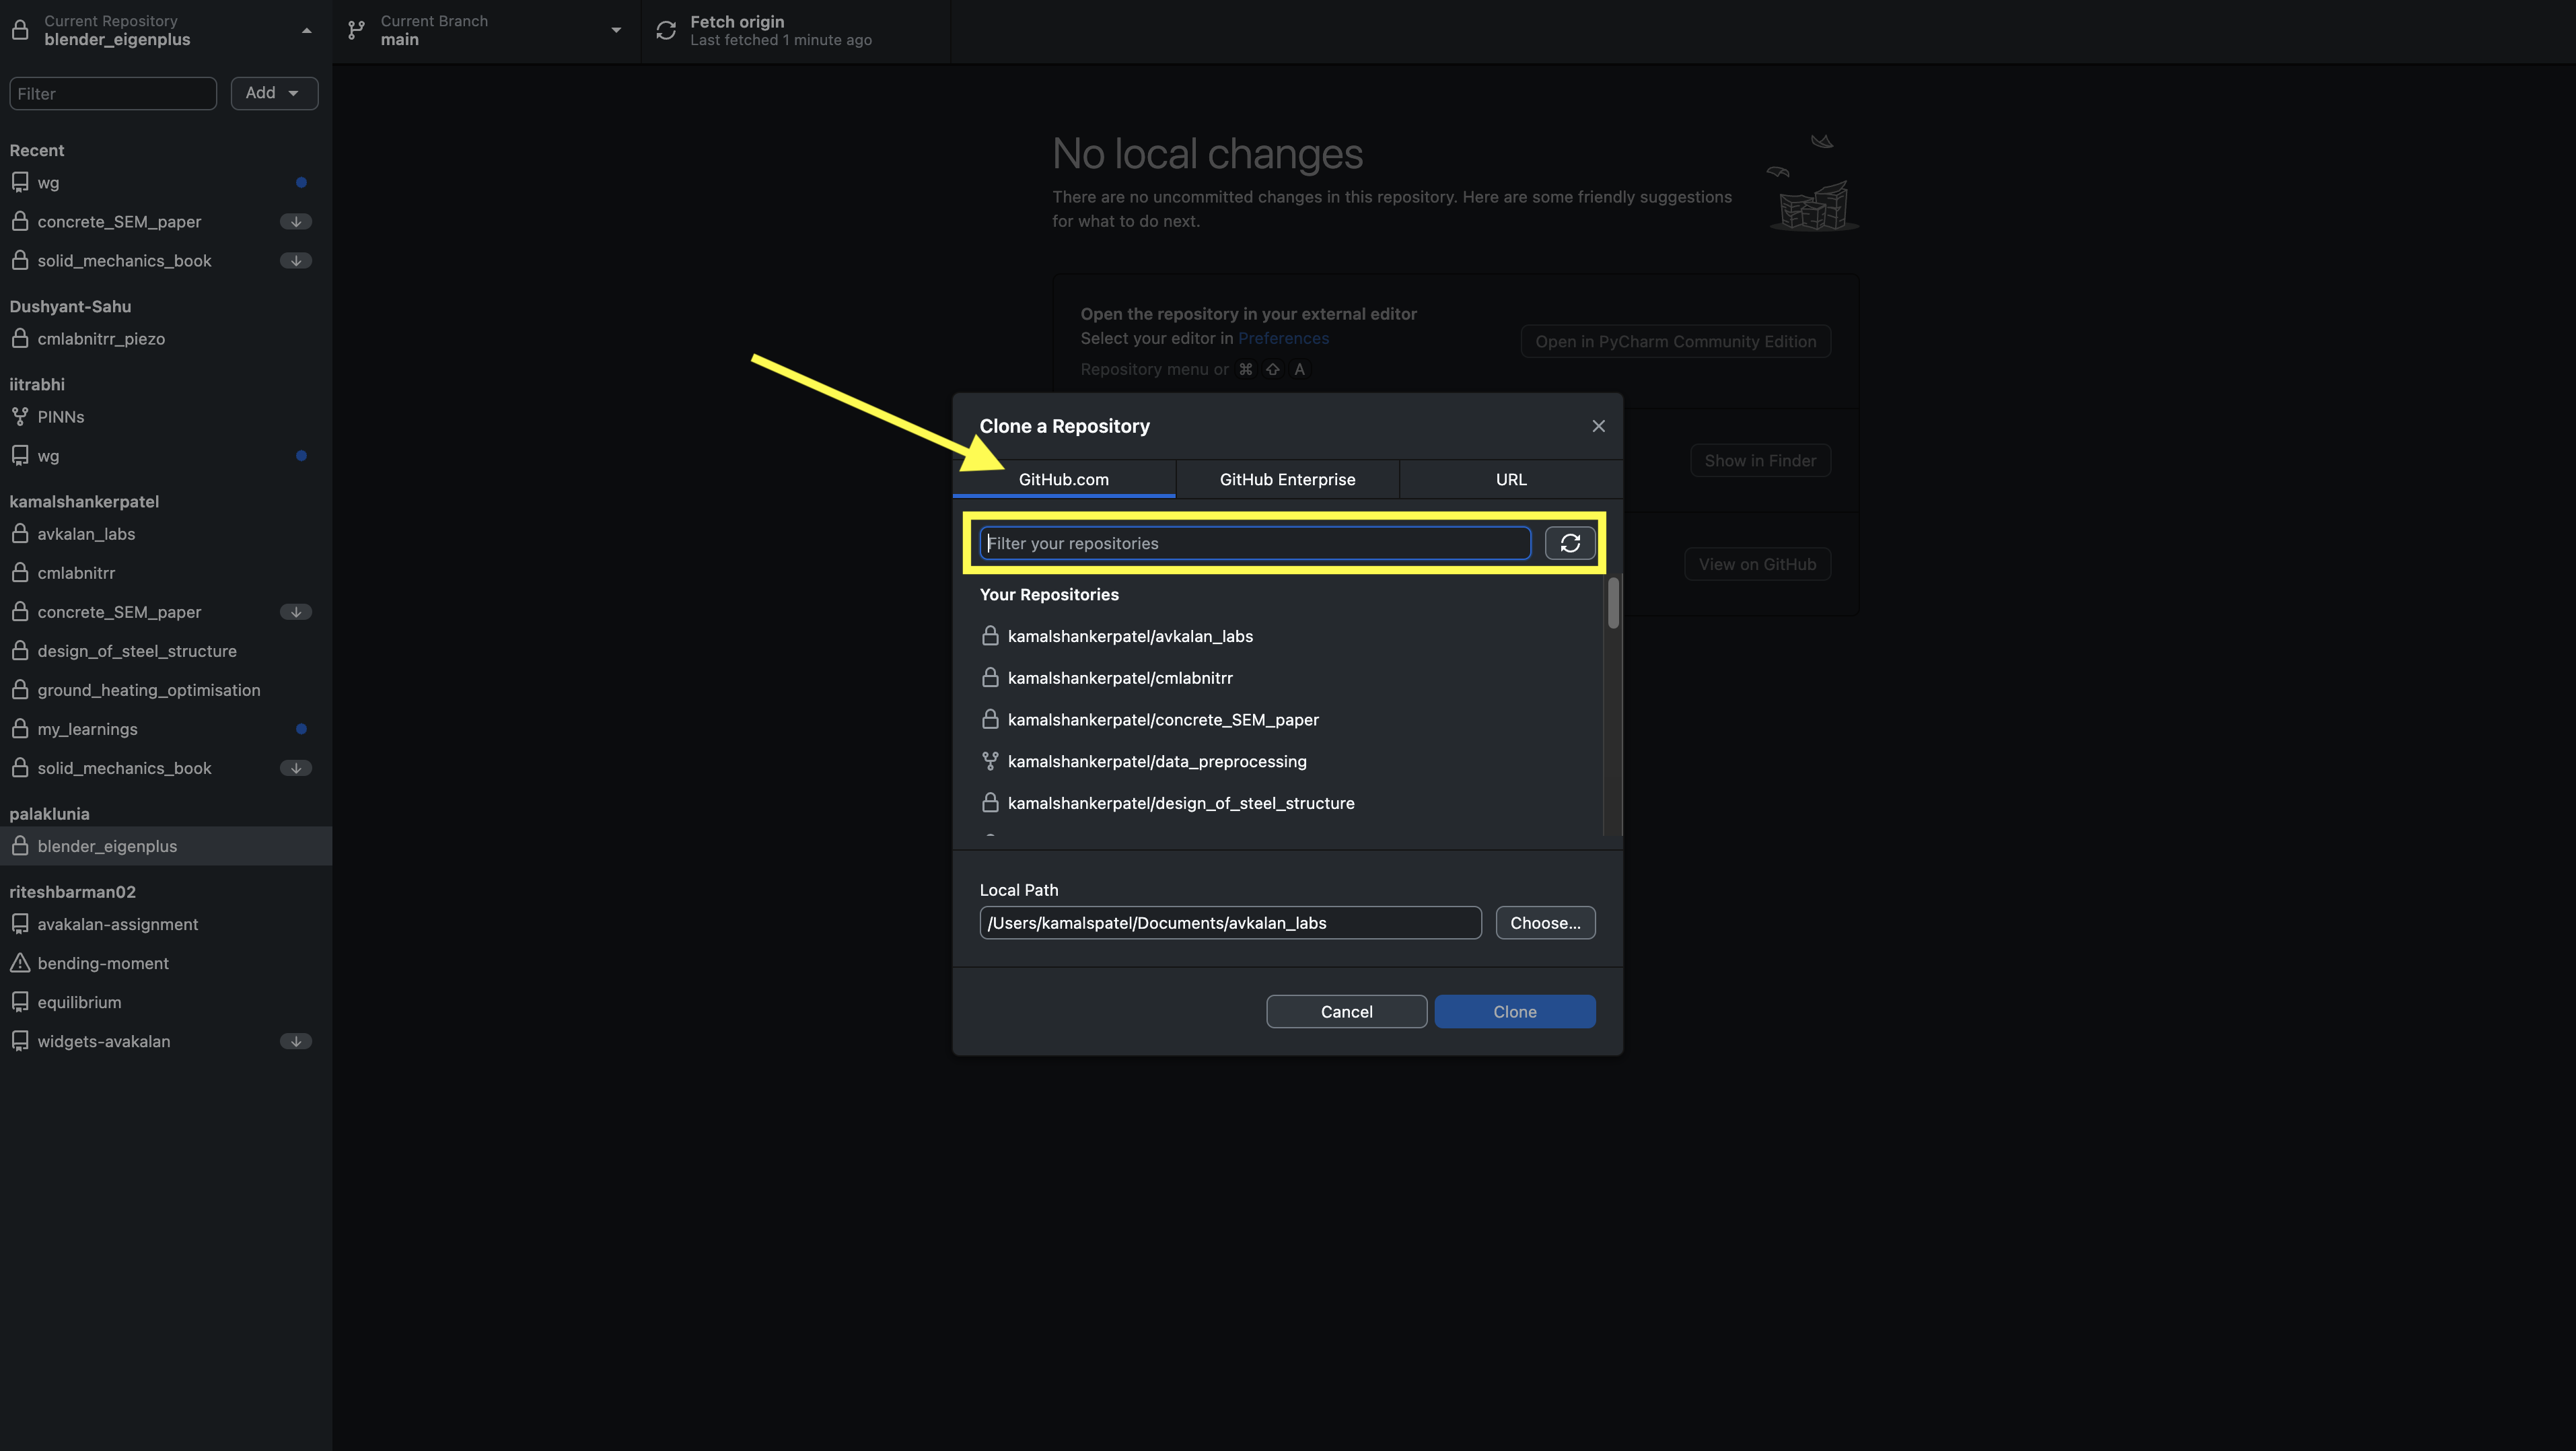 Current Repository
blender_eigenplus
Current Branch
main
Fetch origin
Last fetched 1 minute ago
Filter
Add
Recent
wg
concrete_SEM_paper
solid_mechanics_book
Dushyant-Sahu
cmlabnitrr_piezo
iitrabhi
PINNs
wg
kamalshankerpatel
avkalan_labs
cmlabnitrr
concrete_SEM_paper
design_of_steel_structure
ground_heating_optimisation
my_learnings
solid_mechanics_book
palaklunia
blender_eigenplus
riteshbarman02
avakalan-assignment
bending-moment
equilibrium
widgets-avakalan
No local changes
There are no uncommitted changes in this repository. Here are some friendly suggestions
for what to do next.
Open the repository in your external editor
Select your editor in Preferences
Repository menu or ⌘ ⇧ A
Open in PyCharm Community Edition
Show in Finder
View on GitHub
Clone a Repository
GitHub.com
GitHub Enterprise
URL
Filter your repositories
Your Repositories
kamalshankerpatel/avkalan_labs
kamalshankerpatel/cmlabnitrr
kamalshankerpatel/concrete_SEM_paper
kamalshankerpatel/data_preprocessing
kamalshankerpatel/design_of_steel_structure
Local Path
/Users/kamalspatel/Documents/avkalan_labs
Choose...
Cancel
Clone